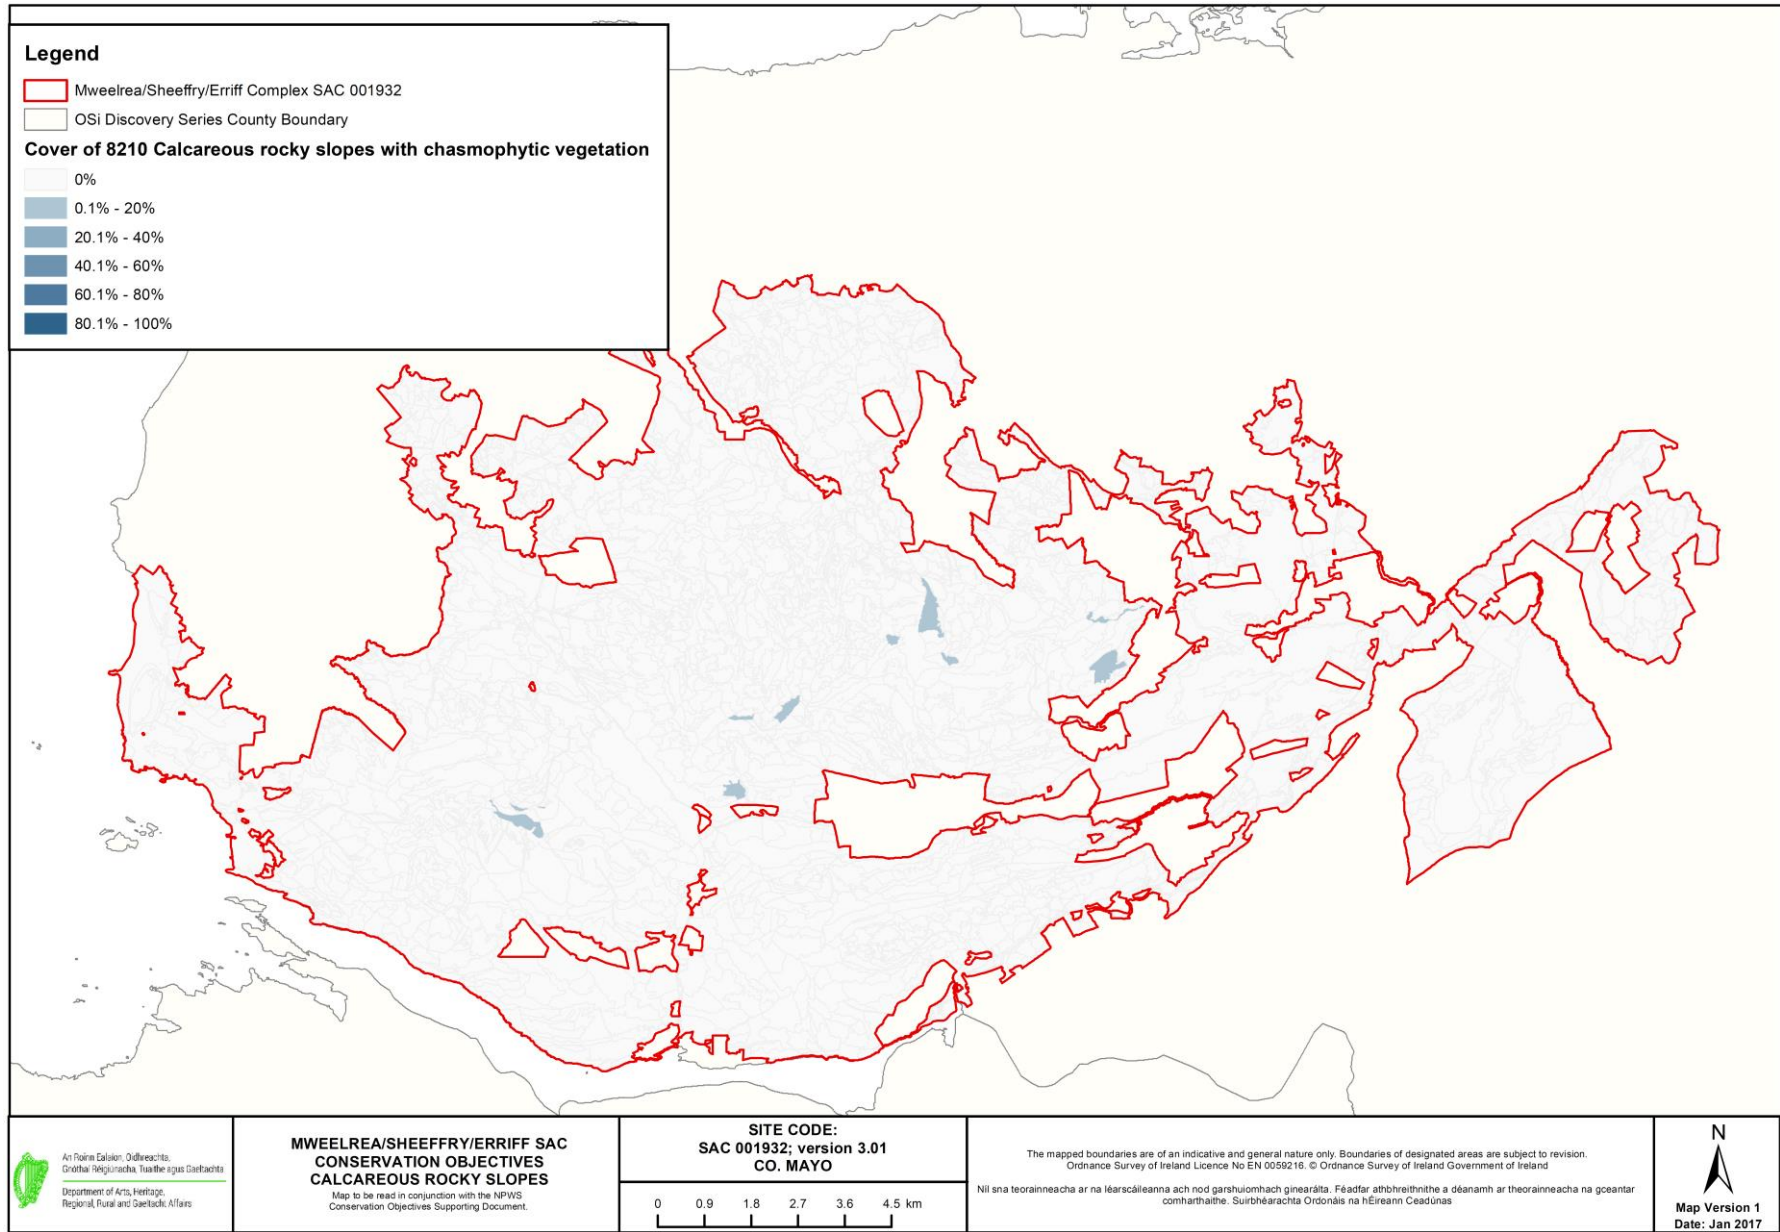 Legend
Mweelrea/Sheeffry/Erriff Complex SAC 001932
OSi Discovery Series County Boundary
Cover of 8210 Calcareous rocky slopes with chasmophytic vegetation
0%
0.1% - 20%
20.1% - 40%
40.1% - 60%
60.1% - 80%
80.1% - 100%
An Roinn Ealaíon, Oidhreachta,
Gnóthaí Réigiúnacha, Tuaithe agus Gaeltachta
Department of Arts, Heritage,
Regional, Rural and Gaeltacht Affairs
MWEELREA/SHEEFFRY/ERRIFF SAC
CONSERVATION OBJECTIVES
CALCAREOUS ROCKY SLOPES
Map to be read in conjunction with the NPWS
Conservation Objectives Supporting Document.
SITE CODE:
SAC 001932; version 3.01
CO. MAYO
0 0.9 1.8 2.7 3.6 4.5 km
The mapped boundaries are of an indicative and general nature only. Boundaries of designated areas are subject to revision.
Ordnance Survey of Ireland Licence No EN 0059216. © Ordnance Survey of Ireland Government of Ireland
Níl sna teorainneacha ar na léarscáileanna ach nod garshuiomhach ginearálta. Féadfar athbhreithnithe a déanamh ar theorainneacha na gceantar
comharthaithe. Suirbhéarachta Ordonáis na hÉireann Ceadúnas
N
Map Version 1
Date: Jan 2017